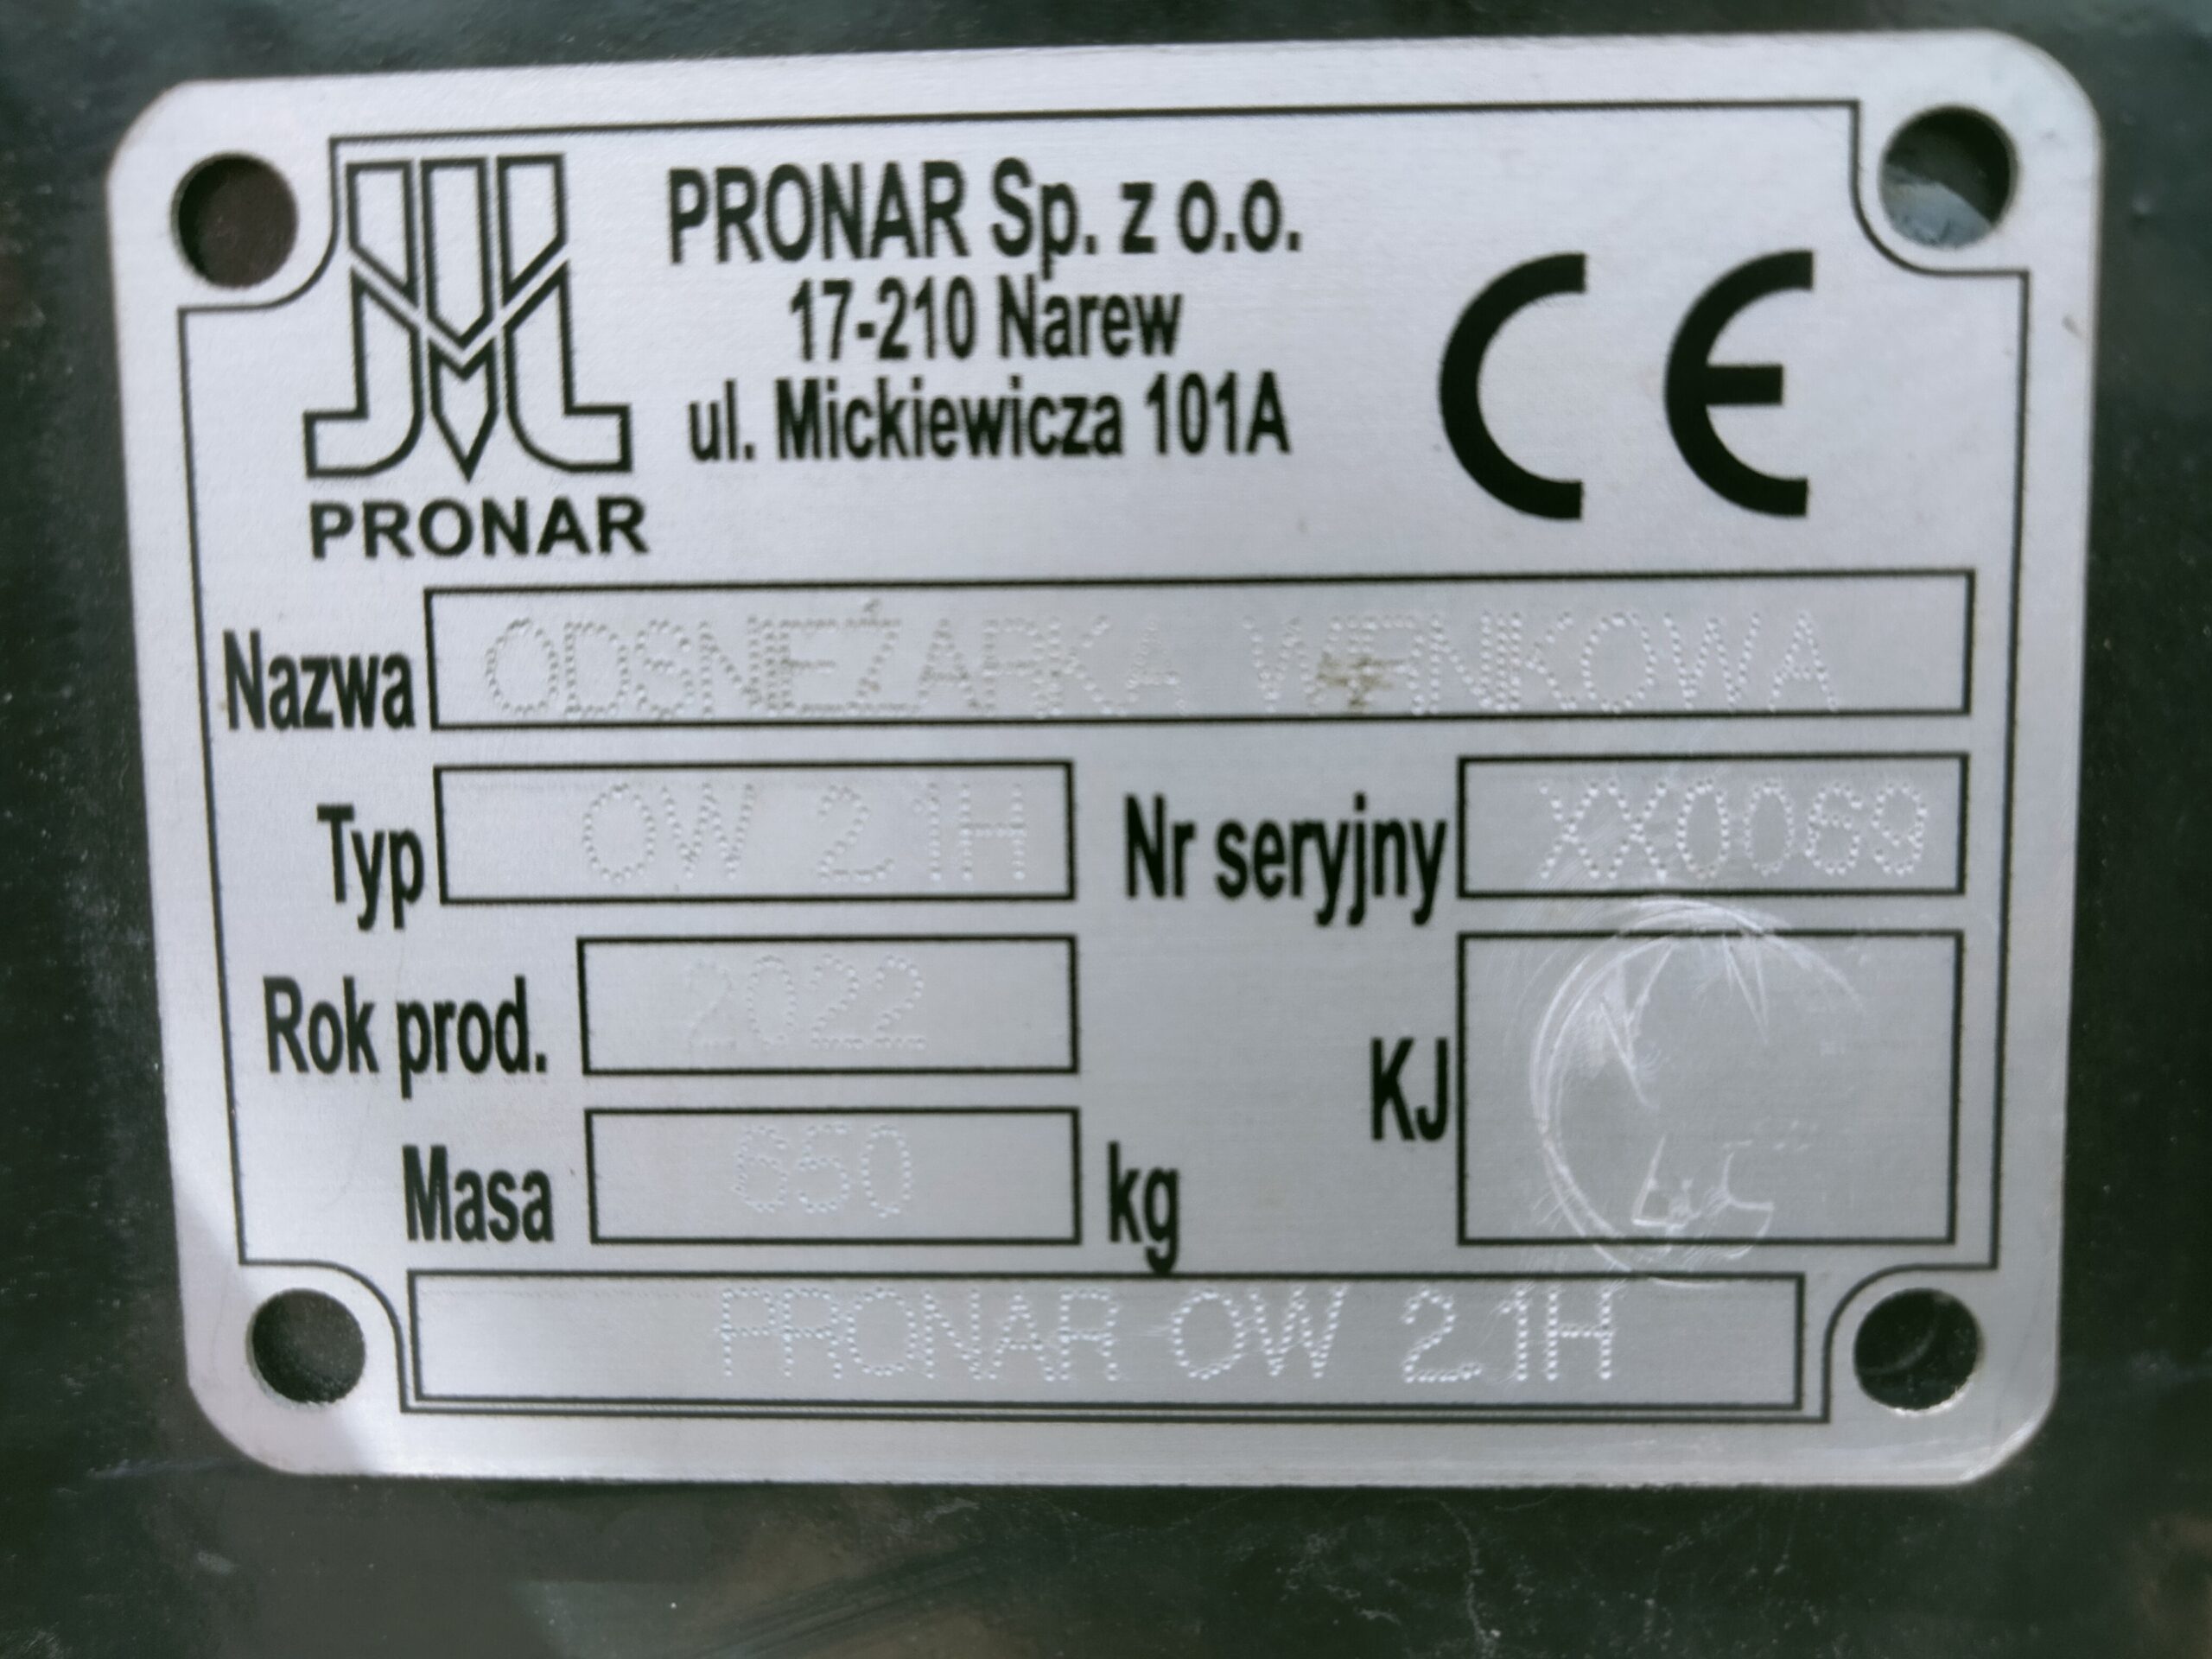 PRONAR Sp. z o.o.
17-210 Narew
ul. Mickiewicza 101A
CE
PRONAR
Nazwa ODSNIEŻARKA WIRNIKOWA
Typ OW 2.1H Nr seryjny XX0069
Rok prod. 2022
KJ
Masa 650 kg
PRONAR OW 2.1H